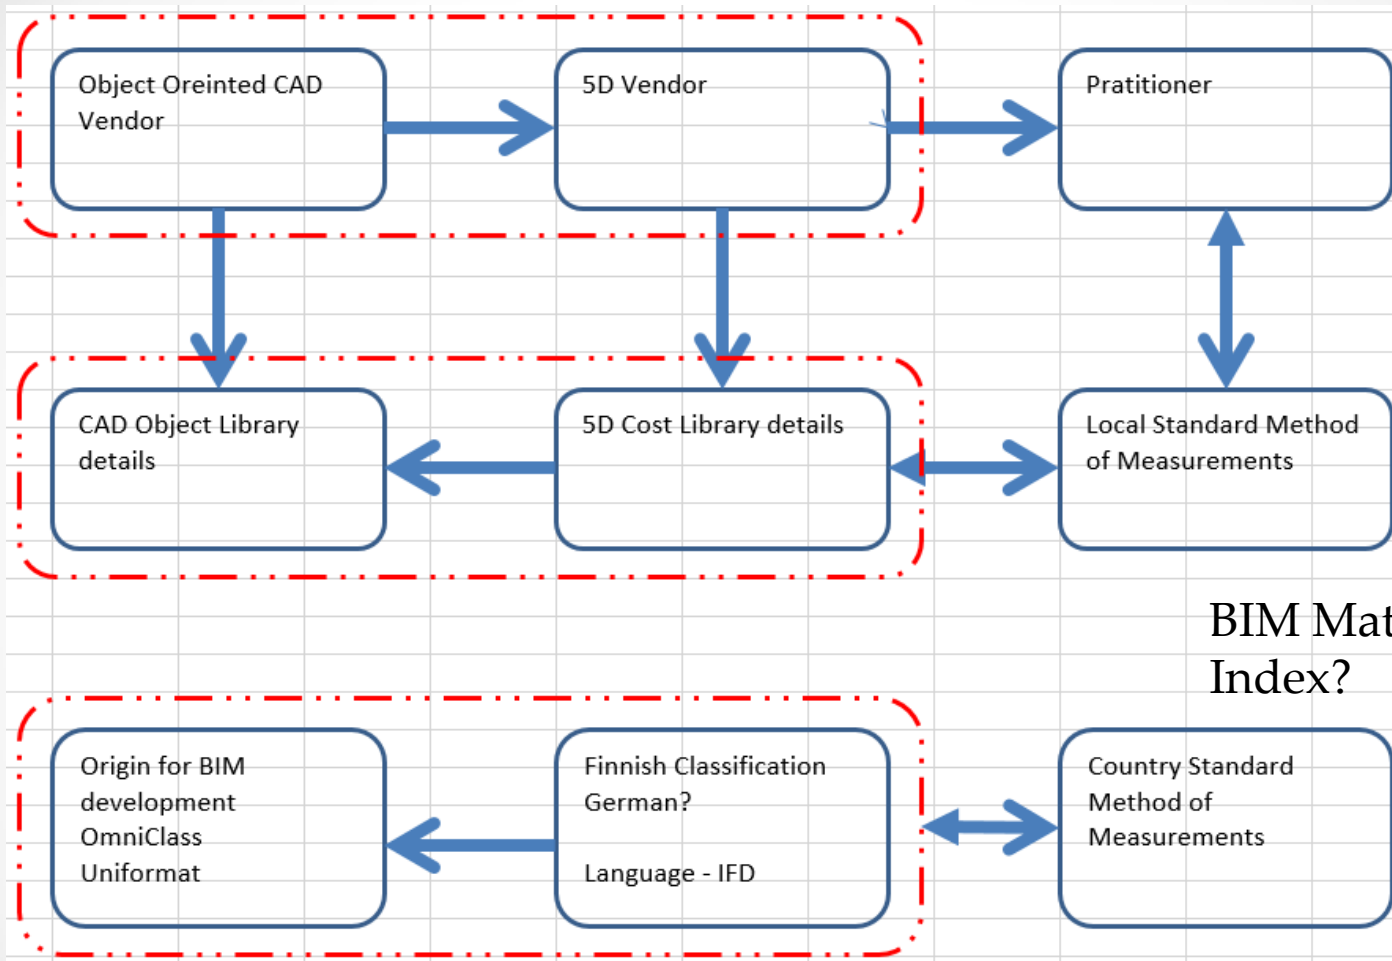 Object Oreinted CAD
Vendor
5D Vendor
Pratitioner
CAD Object Library
details
5D Cost Library details
Local Standard Method
of Measurements
BIM Mat
Index?
Origin for BIM
development
OmniClass
Uniformat
Finnish Classification
German?
Language - IFD
Country Standard
Method of
Measurements